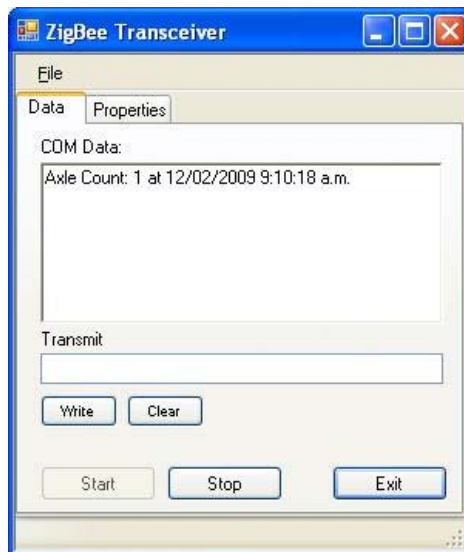 ZigBee Transceiver
File
Data Properties
COM Data:
Axle Count: 1 at 12/02/2009 9:10:18 a.m.
Transmit
Write Clear
Start Stop Exit